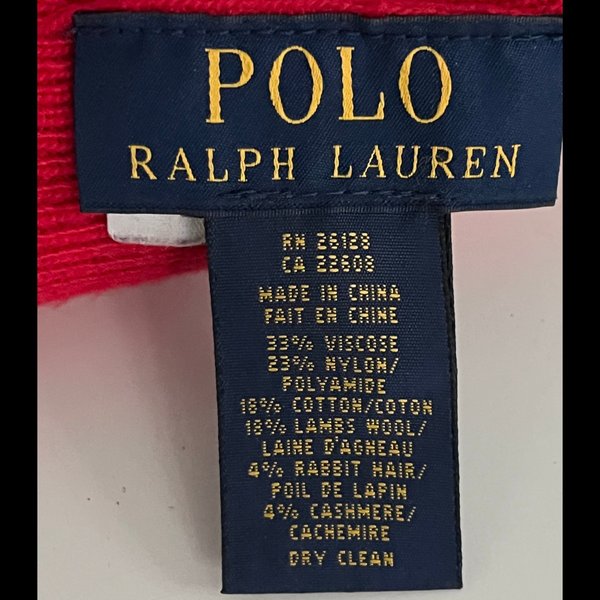 POLO
RALPH LAUREN
RN 26128
CA 22608
MADE IN CHINA
FAIT EN CHINE
33% VISCOSE
23% NYLON/
POLYAMIDE
18% COTTON/COTON
18% LAMBS WOOL/
LAINE D'AGNEAU
4% RABBIT HAIR/
POIL DE LAPIN
4% CASHMERE/
CACHEMIRE
DRY CLEAN